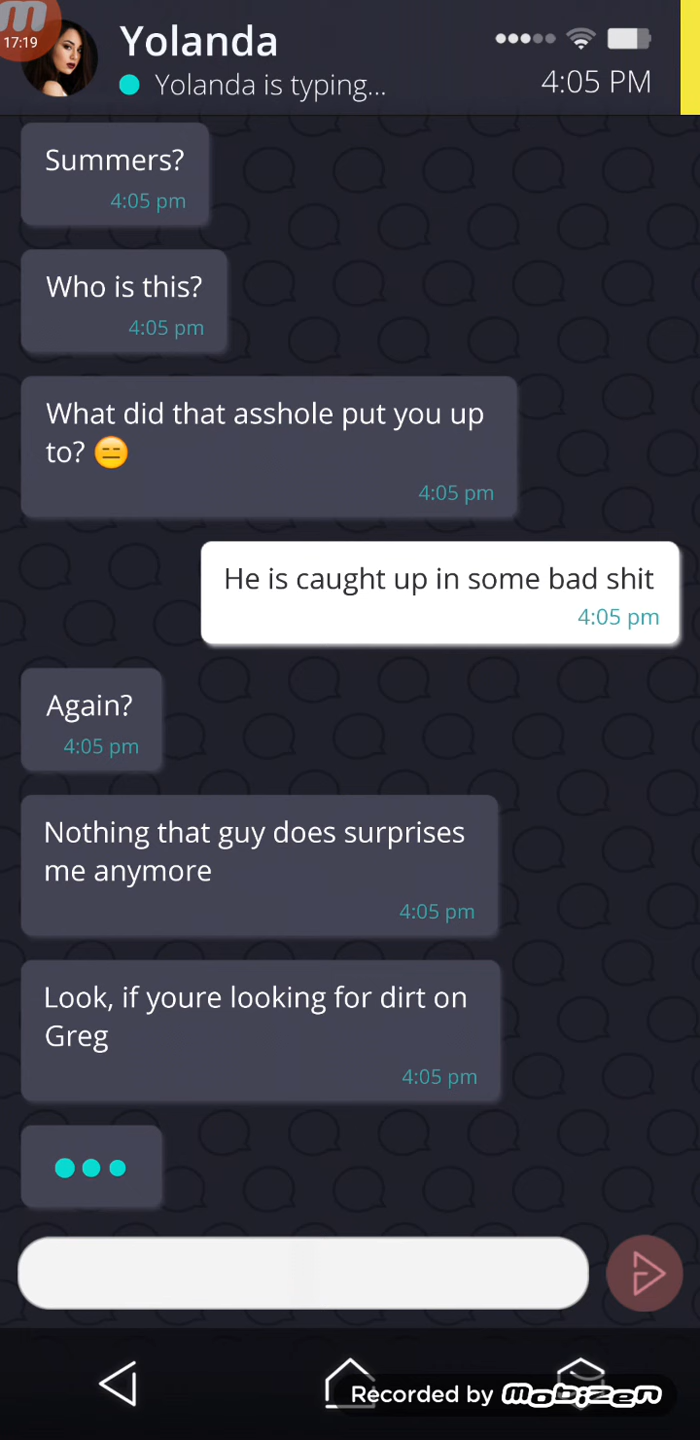 m
17:19
Yolanda
Yolanda is typing...
4:05 PM
Summers?
4:05 pm
Who is this?
4:05 pm
What did that asshole put you up
to? 😑
4:05 pm
He is caught up in some bad shit
4:05 pm
Again?
4:05 pm
Nothing that guy does surprises
me anymore
4:05 pm
Look, if youre looking for dirt on
Greg
4:05 pm
Recorded by mobizen